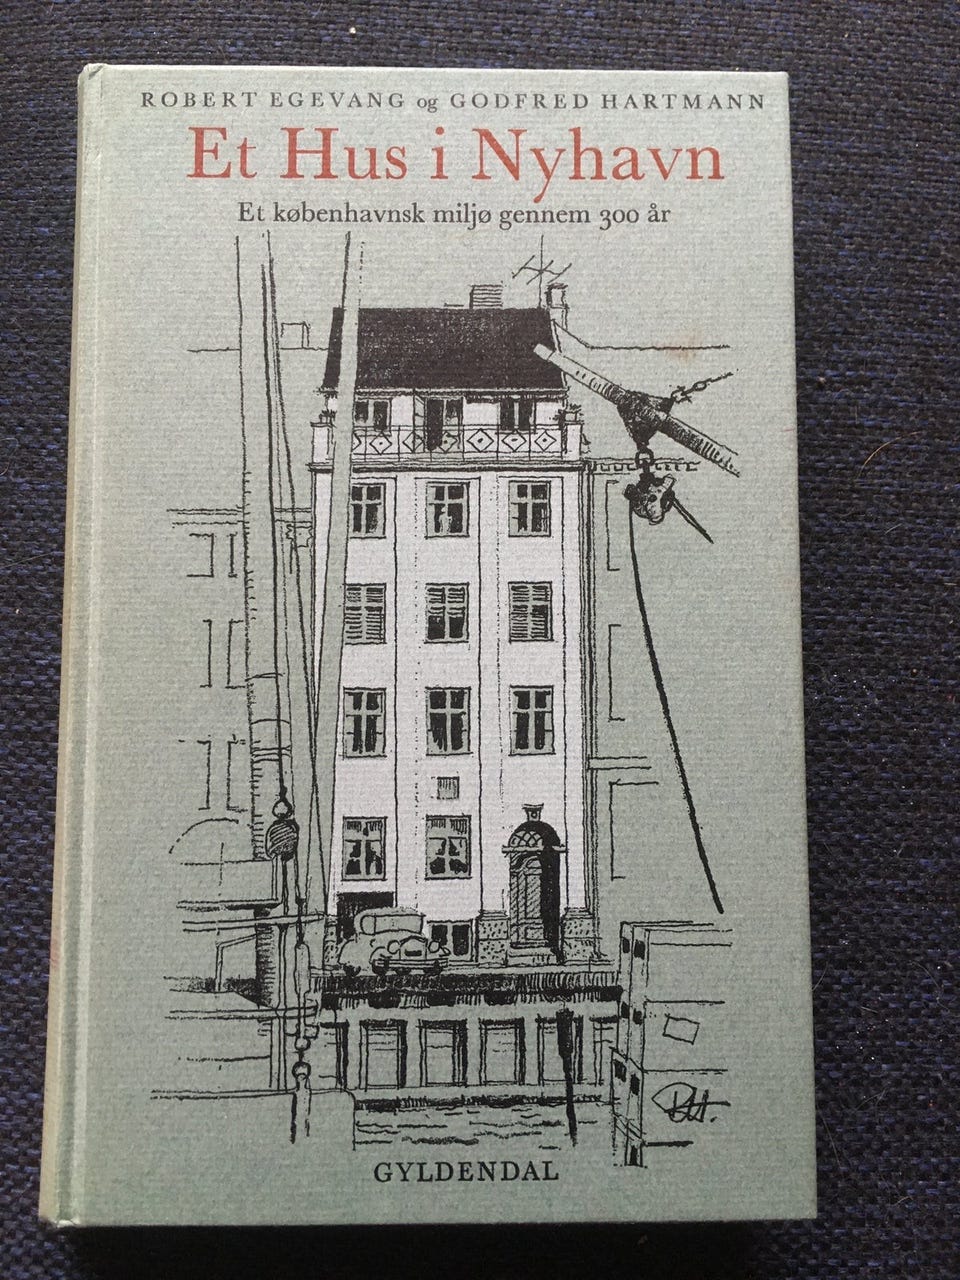 ROBERT EGEVANG og GODFRED HARTMANN
Et Hus i Nyhavn
Et københavnsk miljø gennem 300 år
GYLDENDAL